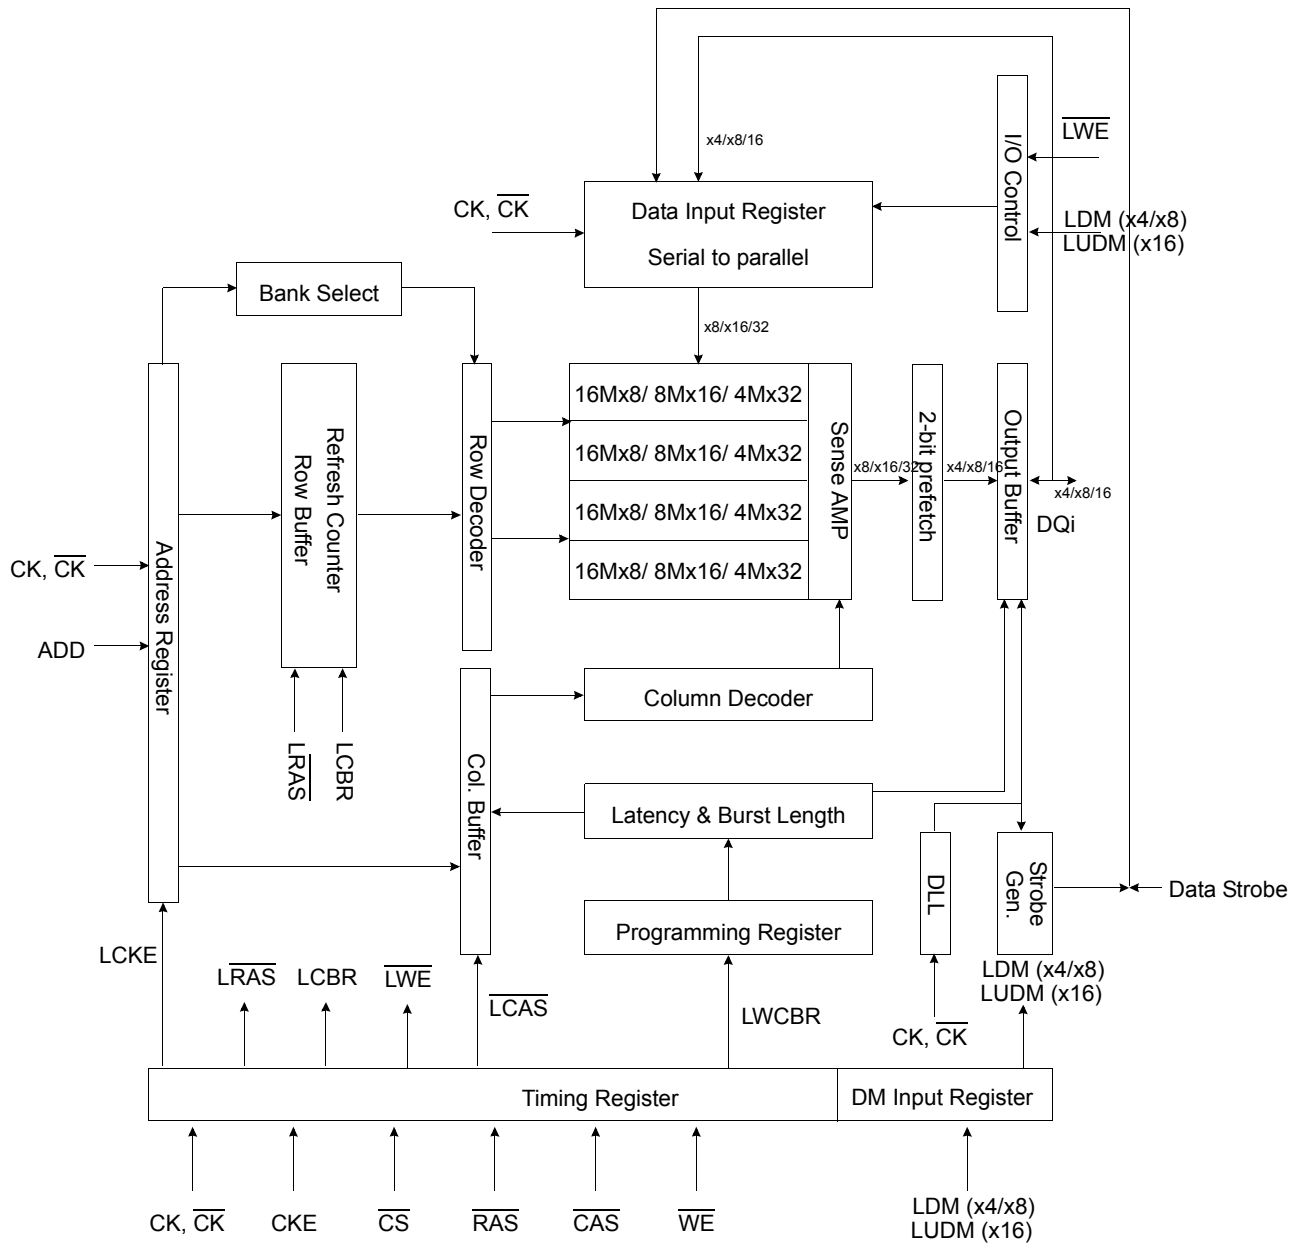 x4/x8/16
LWE
I/O Control
CK, CK
Data Input Register
Serial to parallel
LDM (x4/x8)
LUDM (x16)
Bank Select
x8/x16/32
Address Register
Refresh Counter
Row Buffer
Row Decoder
16Mx8/ 8Mx16/ 4Mx32
16Mx8/ 8Mx16/ 4Mx32
16Mx8/ 8Mx16/ 4Mx32
16Mx8/ 8Mx16/ 4Mx32
Sense AMP
x8/x16/32
2-bit prefetch
x4/x8/16
Output Buffer
x4/x8/16
DQi
CK, CK
ADD
LRAS
LCBR
Col. Buffer
Column Decoder
Latency & Burst Length
Programming Register
DLL
Strobe
Gen.
Data Strobe
LCKE
LRAS
LCBR
LWE
LCAS
LWCBR
CK, CK
LDM (x4/x8)
LUDM (x16)
Timing Register
DM Input Register
CK, CK
CKE
CS
RAS
CAS
WE
LDM (x4/x8)
LUDM (x16)